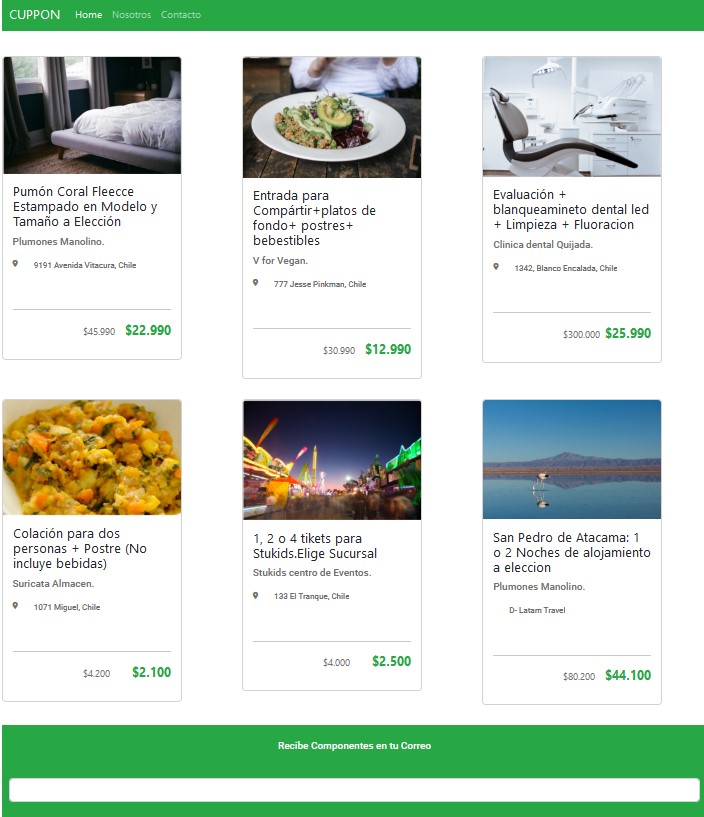 CUPPON Home Nosotros Contacto
Pumón Coral Fleecce
Estampado en Modelo y
Tamaño a Elección
Plumones Manolino.
9191 Avenida Vitacura, Chile
$45.990 $22.990
Entrada para
Compártir+platos de
fondo+ postres+
bebestibles
V for Vegan.
777 Jesse Pinkman, Chile
$30.990 $12.990
Evaluación +
blanqueamineto dental led
+ Limpieza + Fluoracion
Clinica dental Quijada.
1342, Blanco Encalada, Chile
$300.000 $25.990
Colación para dos
personas + Postre (No
incluye bebidas)
Suricata Almacen.
1071 Miguel, Chile
$4.200 $2.100
1, 2 o 4 tikets para
Stukids.Elige Sucursal
Stukids centro de Eventos.
133 El Tranque, Chile
$4.000 $2.500
San Pedro de Atacama: 1
o 2 Noches de alojamiento
a eleccion
Plumones Manolino.
D- Latam Travel
$80.200 $44.100
Recibe Componentes en tu Correo